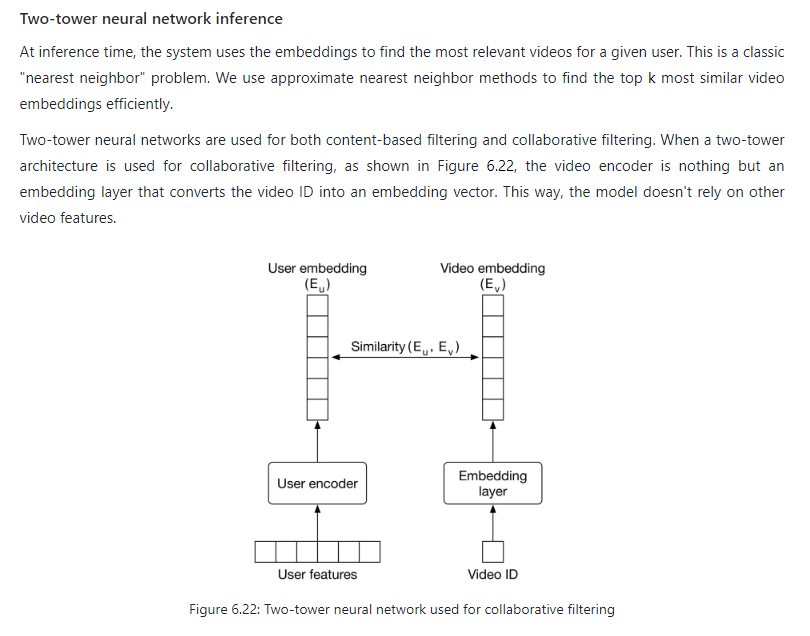 Two-tower neural network inference
At inference time, the system uses the embeddings to find the most relevant videos for a given user. This is a classic
"nearest neighbor" problem. We use approximate nearest neighbor methods to find the top k most similar video
embeddings efficiently.
Two-tower neural networks are used for both content-based filtering and collaborative filtering. When a two-tower
architecture is used for collaborative filtering, as shown in Figure 6.22, the video encoder is nothing but an
embedding layer that converts the video ID into an embedding vector. This way, the model doesn't rely on other
video features.
User embedding
(Eᵤ)
Video embedding
(Eᵥ)
Similarity (Eᵤ, Eᵥ)
User encoder
Embedding
layer
User features
Video ID
Figure 6.22: Two-tower neural network used for collaborative filtering